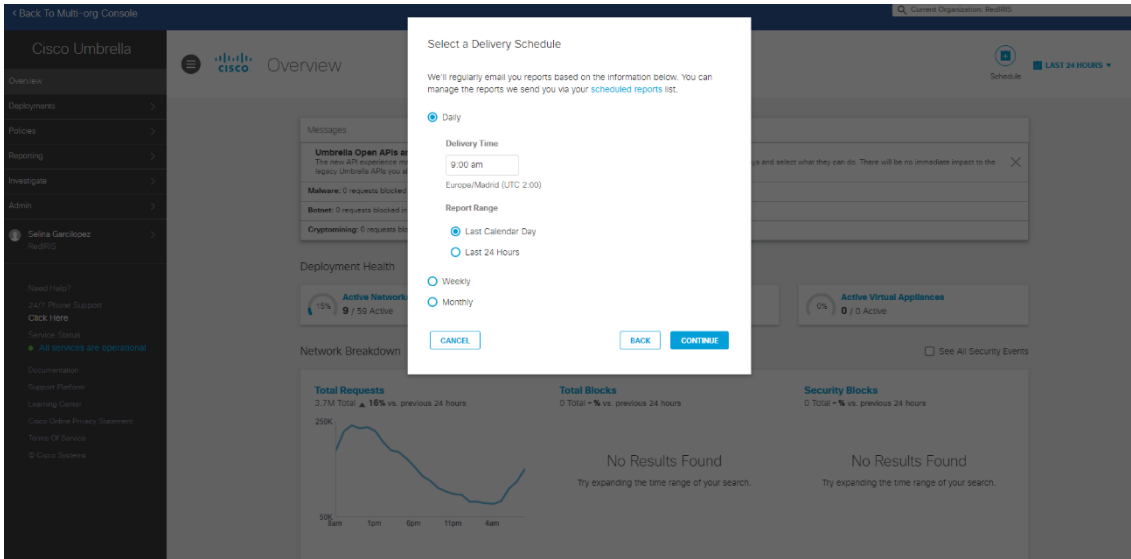 < Back To Multi-org Console
Current Organization: RedIRIS
Cisco Umbrella
Overview
Deployments
Policies
Reporting
Investigate
Admin
Selina Garcilopez
RedIRIS
Need Help?
24/7 Phone Support
Click Here
Service Status
All services are operational
Documentation
Support Platform
Learning Center
Cisco Online Privacy Statement
Terms Of Service
© Cisco Systems
CISCO
Overview
Schedule
LAST 24 HOURS
Messages
Umbrella Open APIs
The new API experience
ys and select what they can do. There will be no immediate impact to the
legacy Umbrella APIs you
Malware: 0 requests blocked
Botnet: 0 requests blocked
Cryptomining: 0 requests
Select a Delivery Schedule
We'll regularly email you reports based on the information below. You can
manage the reports we send you via your scheduled reports list.
Daily
Delivery Time
9:00 am
Europe/Madrid (UTC 2:00)
Report Range
Last Calendar Day
Last 24 Hours
Weekly
Monthly
CANCEL
BACK
CONTINUE
Deployment Health
15%
Active Network
9 / 59 Active
0%
Active Virtual Appliances
0 / 0 Active
Network Breakdown
See All Security Events
Total Requests
3.7M Total ▲ 16% vs. previous 24 hours
250K
50K
8am 1pm 6pm 11pm 4am
Total Blocks
0 Total - % vs. previous 24 hours
No Results Found
Try expanding the time range of your search.
Security Blocks
0 Total - % vs. previous 24 hours
No Results Found
Try expanding the time range of your search.